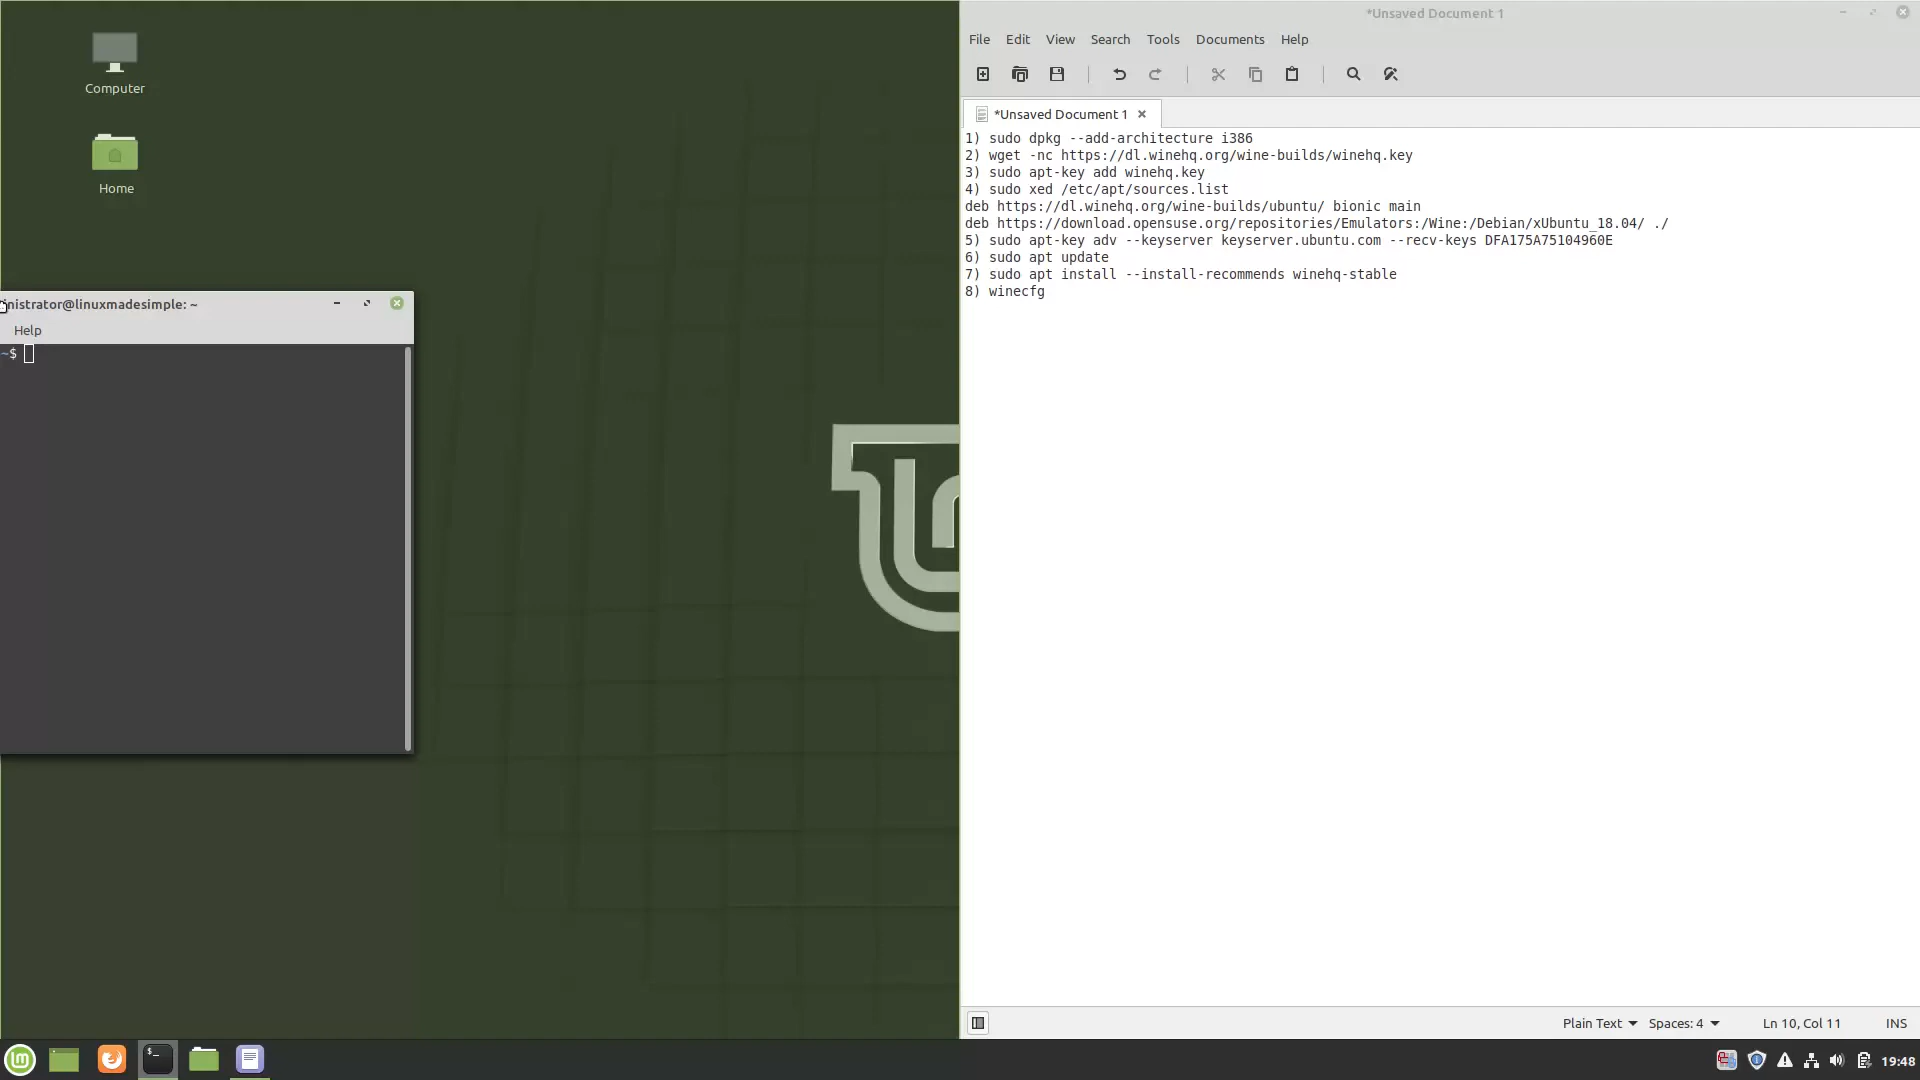 Computer
Home
nistrator@linuxmadesimple: ~
Help
~$
*Unsaved Document 1
File Edit View Search Tools Documents Help
*Unsaved Document 1
1) sudo dpkg --add-architecture i386
2) wget -nc https://dl.winehq.org/wine-builds/winehq.key
3) sudo apt-key add winehq.key
4) sudo xed /etc/apt/sources.list
deb https://dl.winehq.org/wine-builds/ubuntu/ bionic main
deb https://download.opensuse.org/repositories/Emulators:/Wine:/Debian/xUbuntu_18.04/ ./
5) sudo apt-key adv --keyserver keyserver.ubuntu.com --recv-keys DFA175A75104960E
6) sudo apt update
7) sudo apt install --install-recommends winehq-stable
8) winecfg
Plain Text Spaces: 4 Ln 10, Col 11 INS
19:48